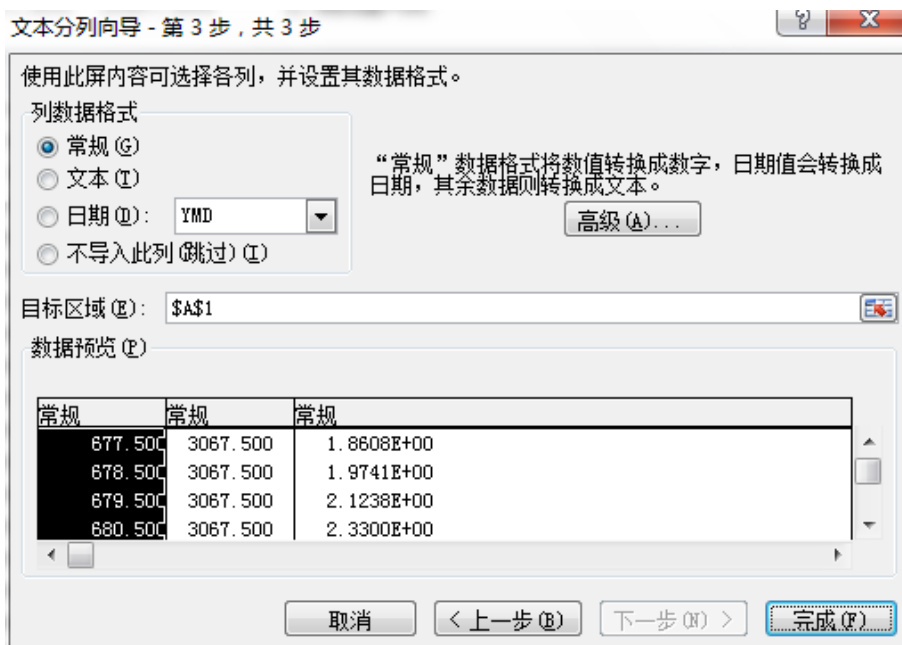 文本分列向导 - 第 3 步，共 3 步
使用此屏内容可选择各列，并设置其数据格式。
列数据格式
常规(G)
文本(T)
日期(D)： YMD
不导入此列(跳过)(I)
“常规”数据格式将数值转换成数字，日期值会转换成
日期，其余数据则转换成文本。
高级(A)...
目标区域(E)： $A$1
数据预览(P)
常规 常规 常规
677.500 3067.500 1.8608E+00
678.500 3067.500 1.9741E+00
679.500 3067.500 2.1238E+00
680.500 3067.500 2.3300E+00
取消 < 上一步(B) 下一步(N) > 完成(F)